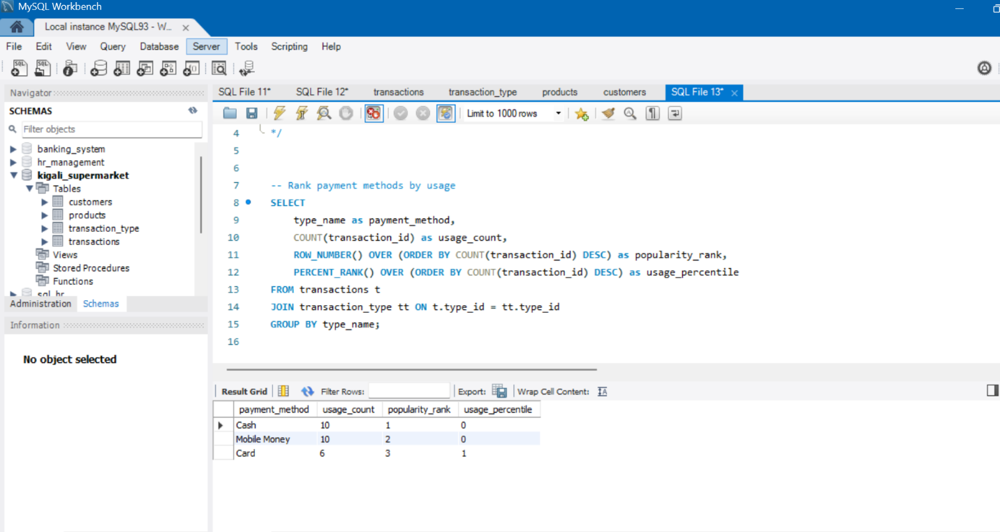 MySQL Workbench
Local instance MySQL93 - W... ×
File Edit View Query Database Server Tools Scripting Help
Navigator
SCHEMAS
Filter objects
banking_system
hr_management
kigali_supermarket
Tables
customers
products
transaction_type
transactions
Views
Stored Procedures
Functions
sql_hr
Administration Schemas
Information
No object selected
SQL File 11* SQL File 12* transactions transaction_type products customers SQL File 13* ×
Limit to 1000 rows
4 */
5
6
7 -- Rank payment methods by usage
8 SELECT
9 type_name as payment_method,
10 COUNT(transaction_id) as usage_count,
11 ROW_NUMBER() OVER (ORDER BY COUNT(transaction_id) DESC) as popularity_rank,
12 PERCENT_RANK() OVER (ORDER BY COUNT(transaction_id) DESC) as usage_percentile
13 FROM transactions t
14 JOIN transaction_type tt ON t.type_id = tt.type_id
15 GROUP BY type_name;
16
Result Grid Filter Rows: Export: Wrap Cell Content:
payment_method usage_count popularity_rank usage_percentile
Cash 10 1 0
Mobile Money 10 2 0
Card 6 3 1